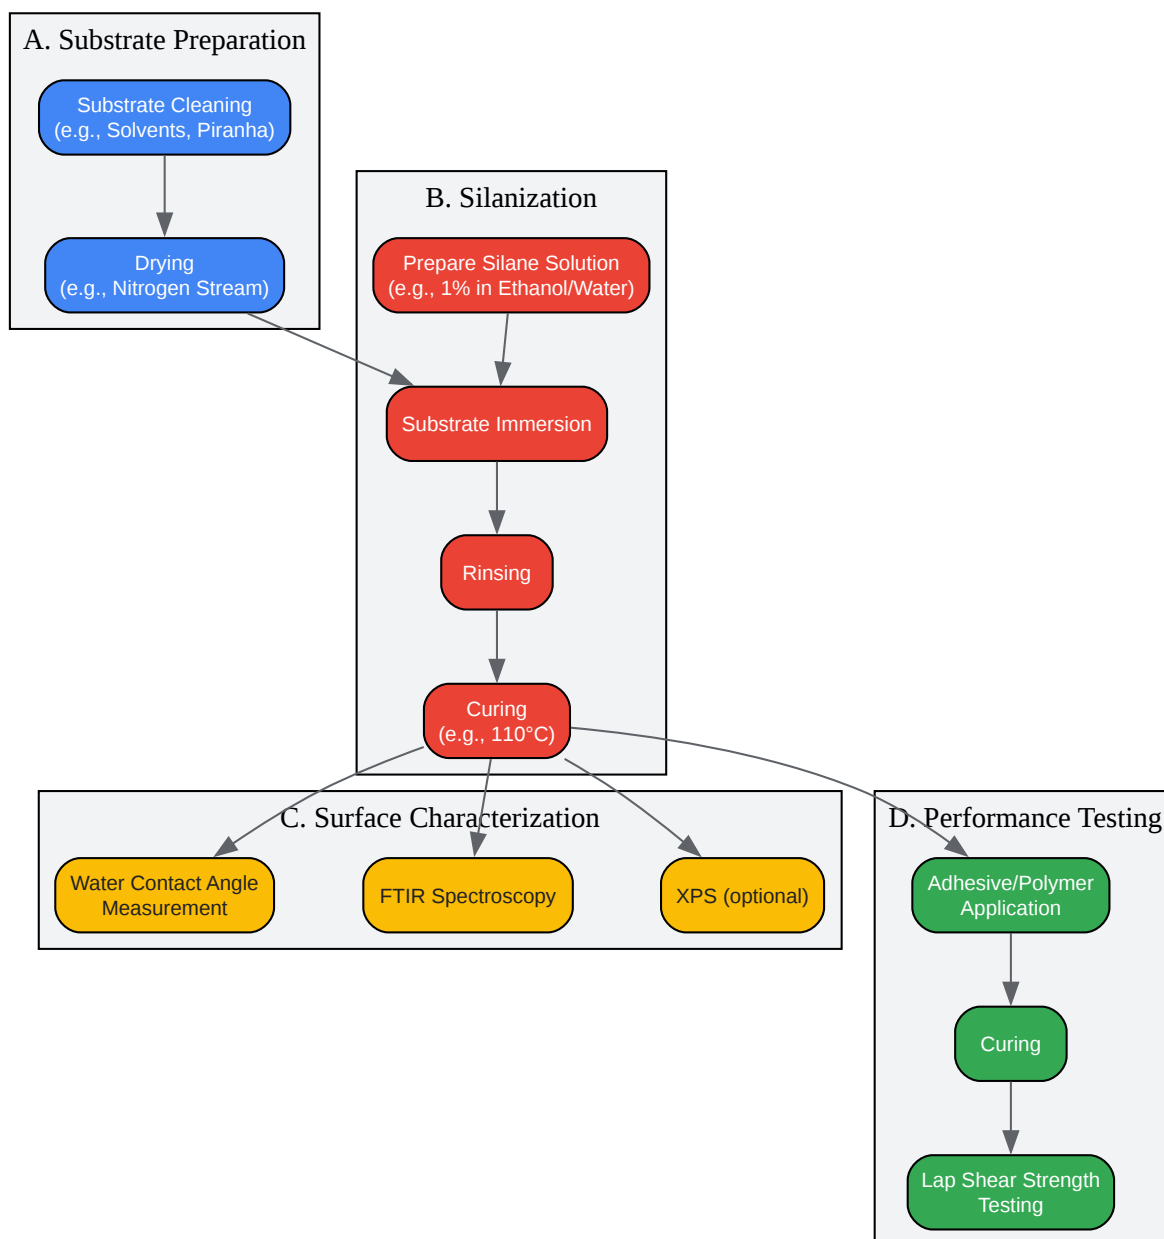 A. Substrate Preparation
Substrate Cleaning
(e.g., Solvents, Piranha)
Drying
(e.g., Nitrogen Stream)
B. Silanization
Prepare Silane Solution
(e.g., 1% in Ethanol/Water)
Substrate Immersion
Rinsing
Curing
(e.g., 110°C)
C. Surface Characterization
Water Contact Angle
Measurement
FTIR Spectroscopy
XPS (optional)
D. Performance Testing
Adhesive/Polymer
Application
Curing
Lap Shear Strength
Testing